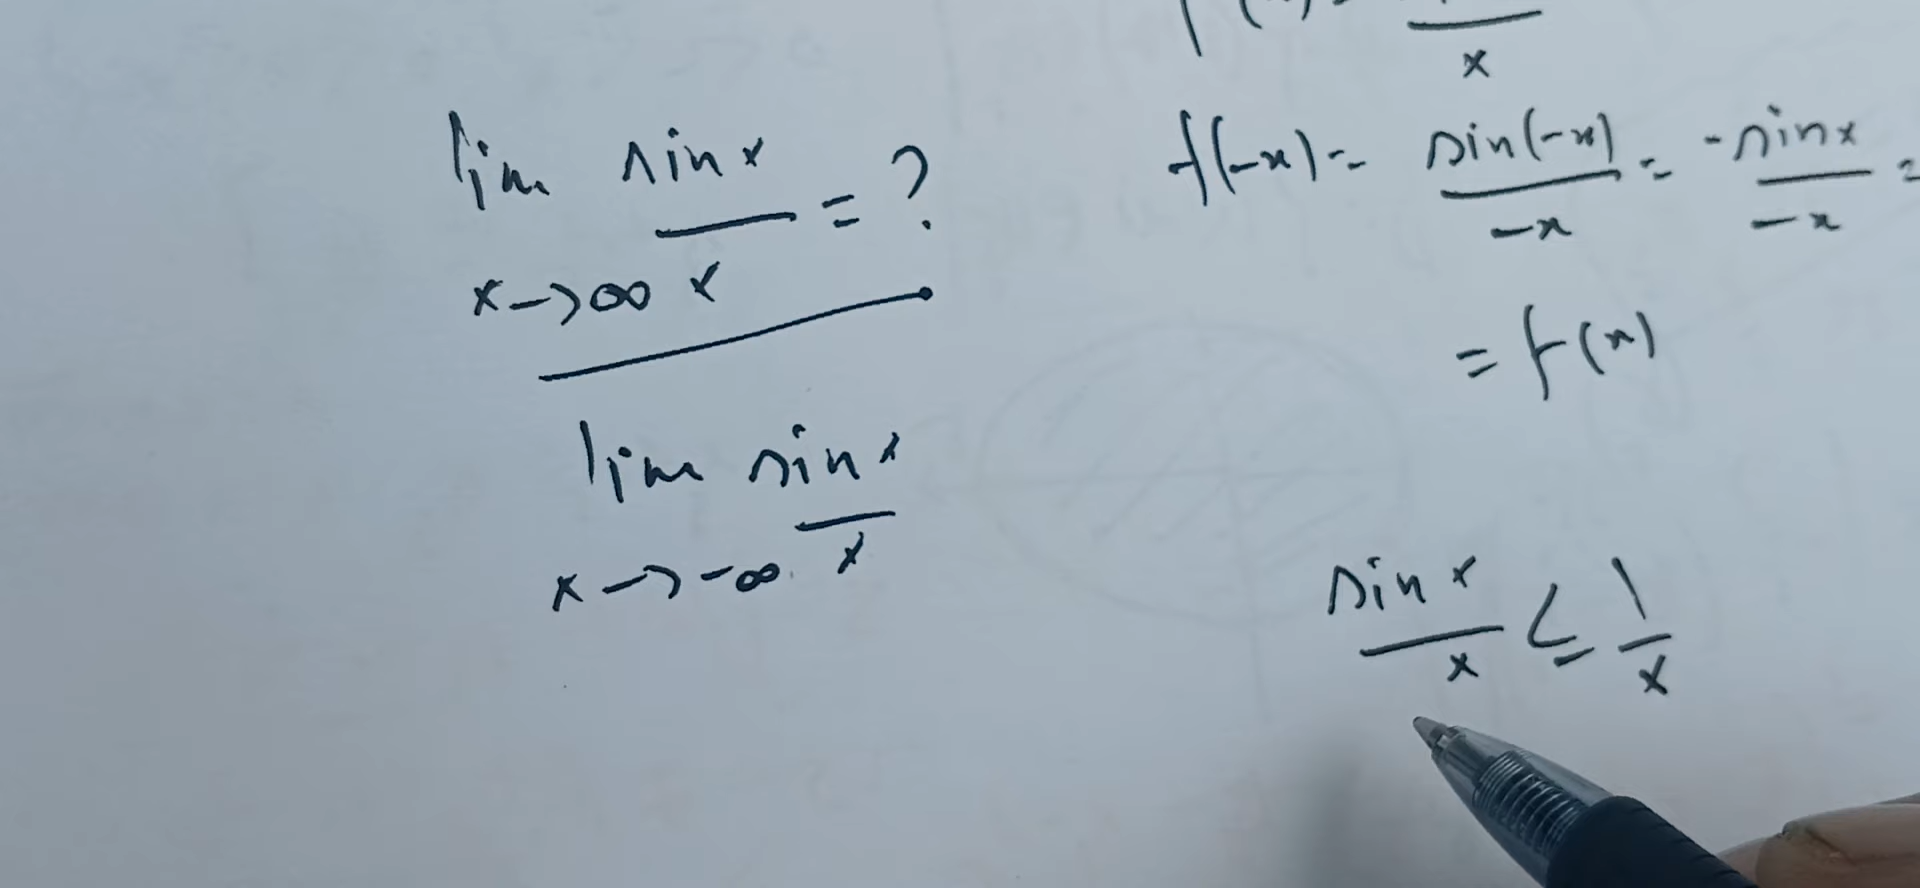 lim sin x / x = ?
x → ∞
lim sin x / x
x → -∞
x
f(-x) = sin(-x) / -x = -sin x / -x =
= f(x)
sin x / x ≤ 1 / x